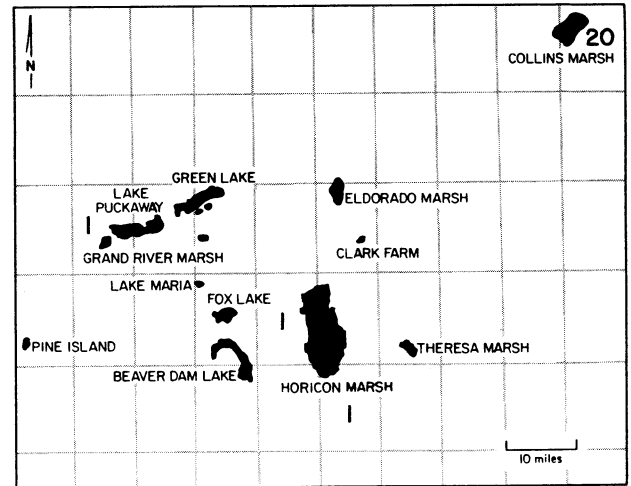 20
COLLINS MARSH
N
GREEN LAKE
LAKE
PUCKAWAY
ELDORADO MARSH
GRAND RIVER MARSH
CLARK FARM
LAKE MARIA
FOX LAKE
PINE ISLAND
THERESA MARSH
BEAVER DAM LAKE
HORICON MARSH
10 miles